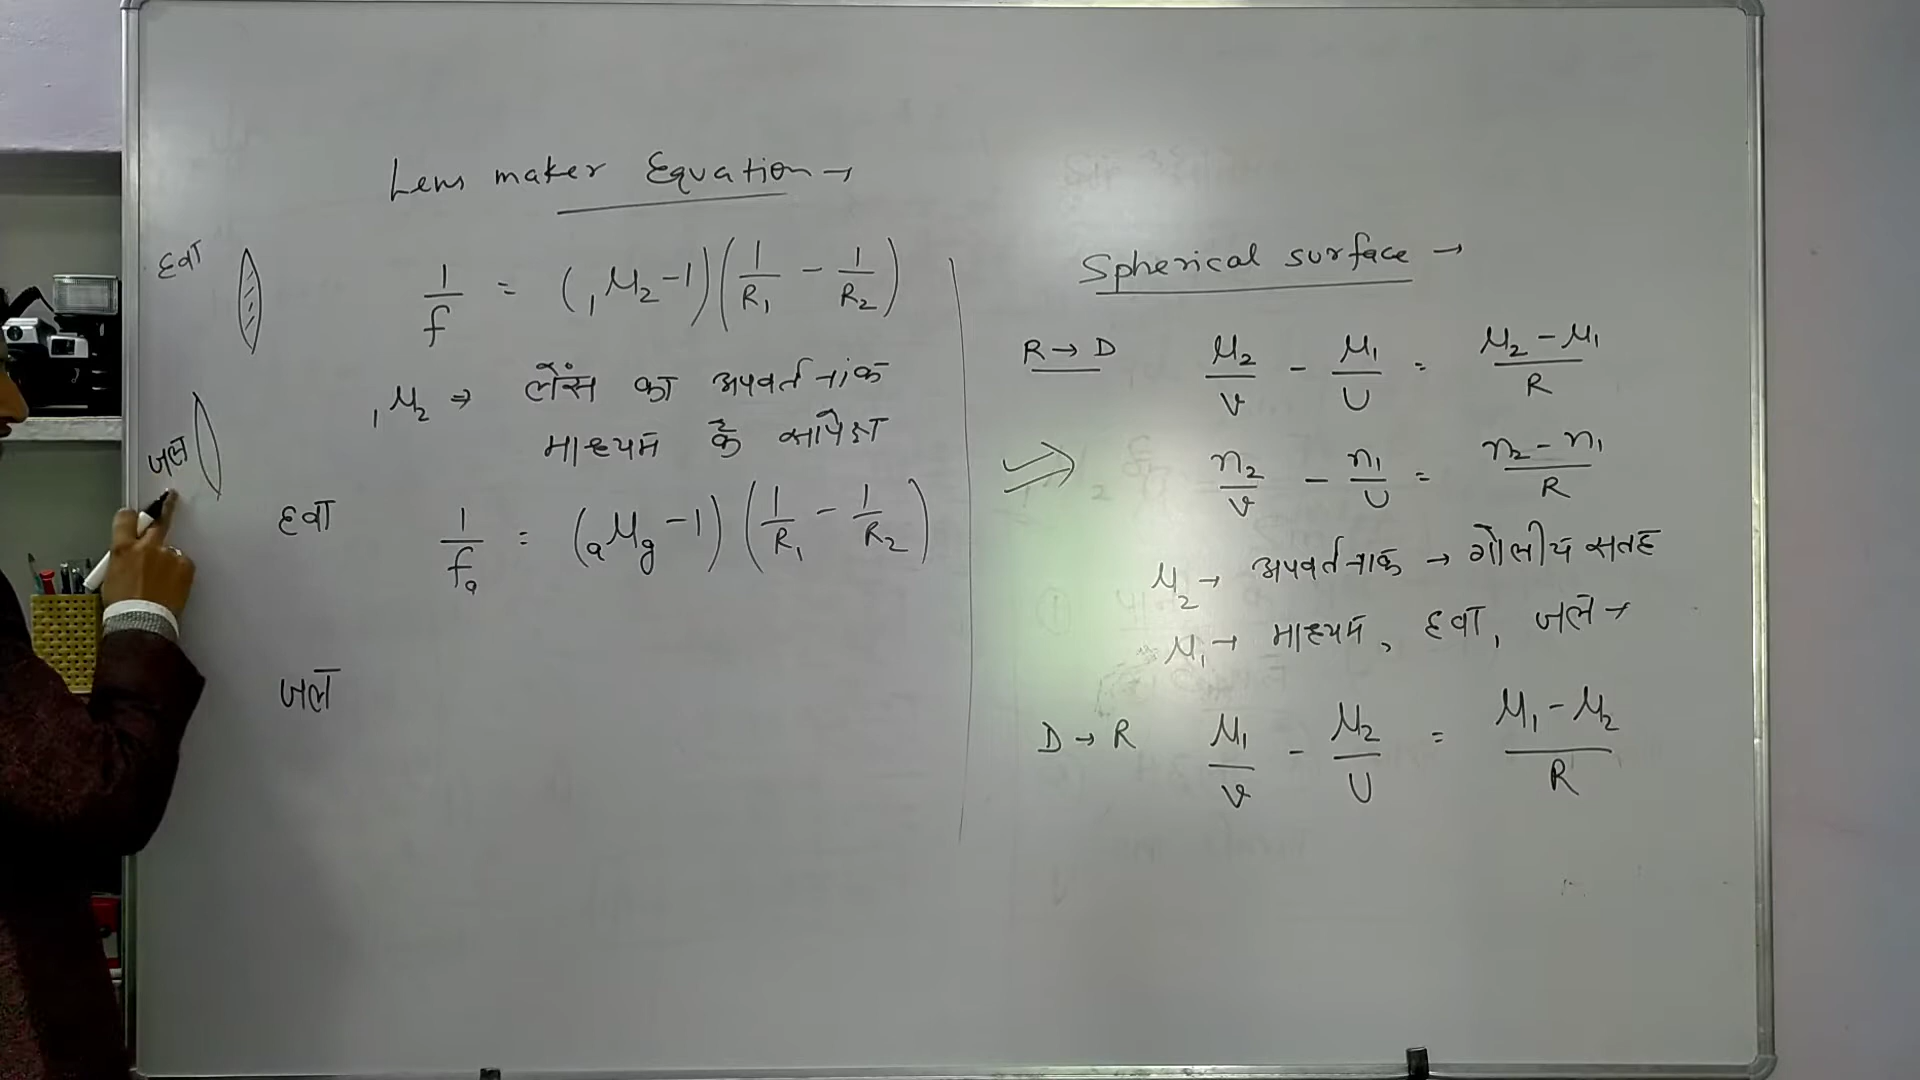 Lens maker Equation →
हवा
1/f = (₁μ₂ - 1)(1/R₁ - 1/R₂)
₁μ₂ ⇒ लेंस का अपवर्तनांक
माध्यम के सापेक्ष
जल
हवा 1/fₐ = (ₐμg - 1)(1/R₁ - 1/R₂)
जल
Spherical surface →
R → D μ₂/v - μ₁/u = μ₂ - μ₁/R
⇒ n₂/v - n₁/u = n₂ - n₁/R
μ₂ → अपवर्तनांक → गोलीय सतह
μ₁ → माध्यम, हवा, जल →
D → R μ₁/v - μ₂/u = μ₁ - μ₂/R